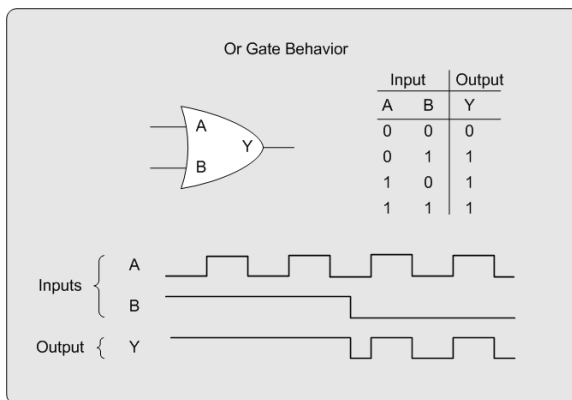 Or Gate Behavior
Input Output
A B Y
0 0 0
0 1 1
1 0 1
1 1 1
A
Y
B
Inputs
A
B
Output
Y